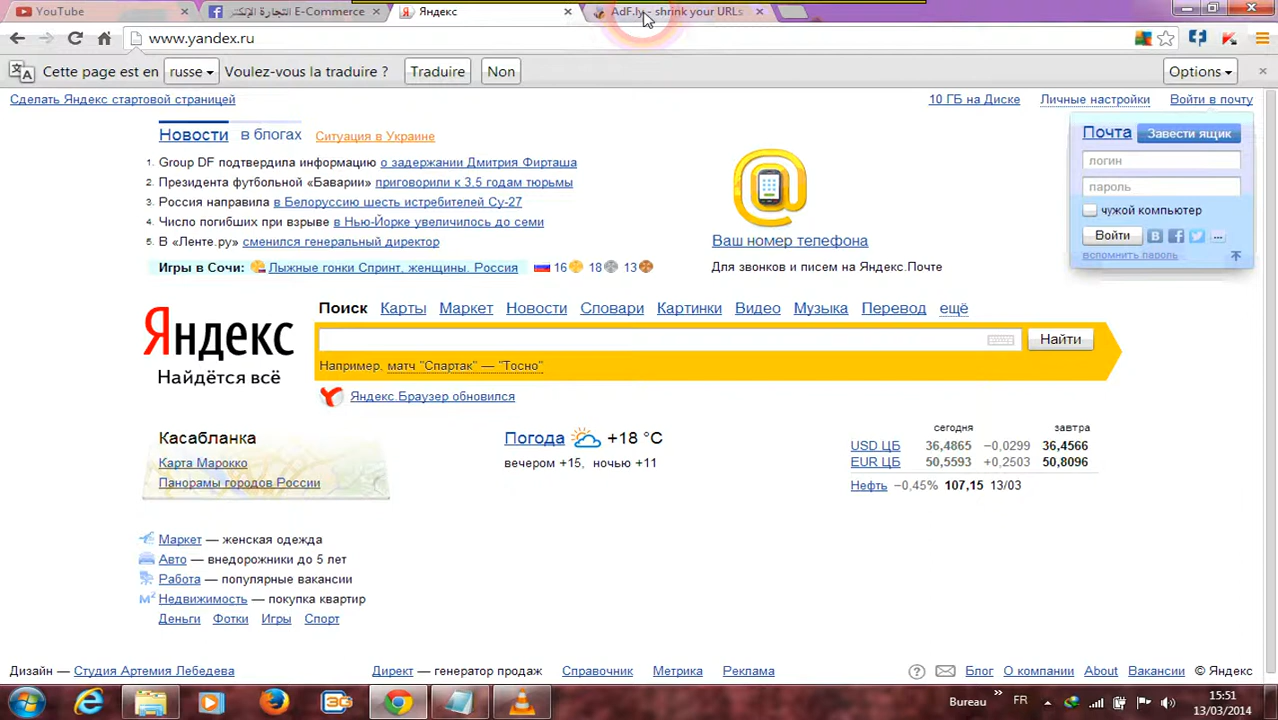 YouTube
التجارة الإلكتر E-Commerce
Яндекс
AdF.ly - shrink your URLs
www.yandex.ru
Cette page est en russe Voulez-vous la traduire ? Traduire Non Options
Сделать Яндекс стартовой страницей 10 ГБ на Диске Личные настройки Войти в почту
Новости в блогах Ситуация в Украине
1. Group DF подтвердила информацию о задержании Дмитрия Фирташа
2. Президента футбольной «Баварии» приговорили к 3,5 годам тюрьмы
3. Россия направила в Белоруссию шесть истребителей Су-27
4. Число погибших при взрыве в Нью-Йорке увеличилось до семи
5. В «Ленте.ру» сменился генеральный директор
Игры в Сочи: Лыжные гонки Спринт, женщины. Россия 16 18 13
Ваш номер телефона
Для звонков и писем на Яндекс.Почте
Почта Завести ящик
логин
пароль
чужой компьютер
Войти
вспомнить пароль
Поиск Карты Маркет Новости Словари Картинки Видео Музыка Перевод ещё
Яндекс
Найдётся всё
Найти
Например, матч "Спартак" — "Тосно"
Яндекс.Браузер обновился
Касабланка
Карта Марокко
Панорамы городов России
Погода +18 °C
вечером +15, ночью +11
сегодня завтра
USD ЦБ 36,4865 −0,0299 36,4566
EUR ЦБ 50,5593 +0,2503 50,8096
Нефть −0,45% 107,15 13/03
Маркет — женская одежда
Авто — внедорожники до 5 лет
Работа — популярные вакансии
М² Недвижимость — покупка квартир
Деньги Фотки Игры Спорт
Дизайн — Студия Артемия Лебедева Директ — генератор продаж Справочник Метрика Реклама Блог О компании About Вакансии © Яндекс
3G
Bureau » FR
15:51
13/03/2014